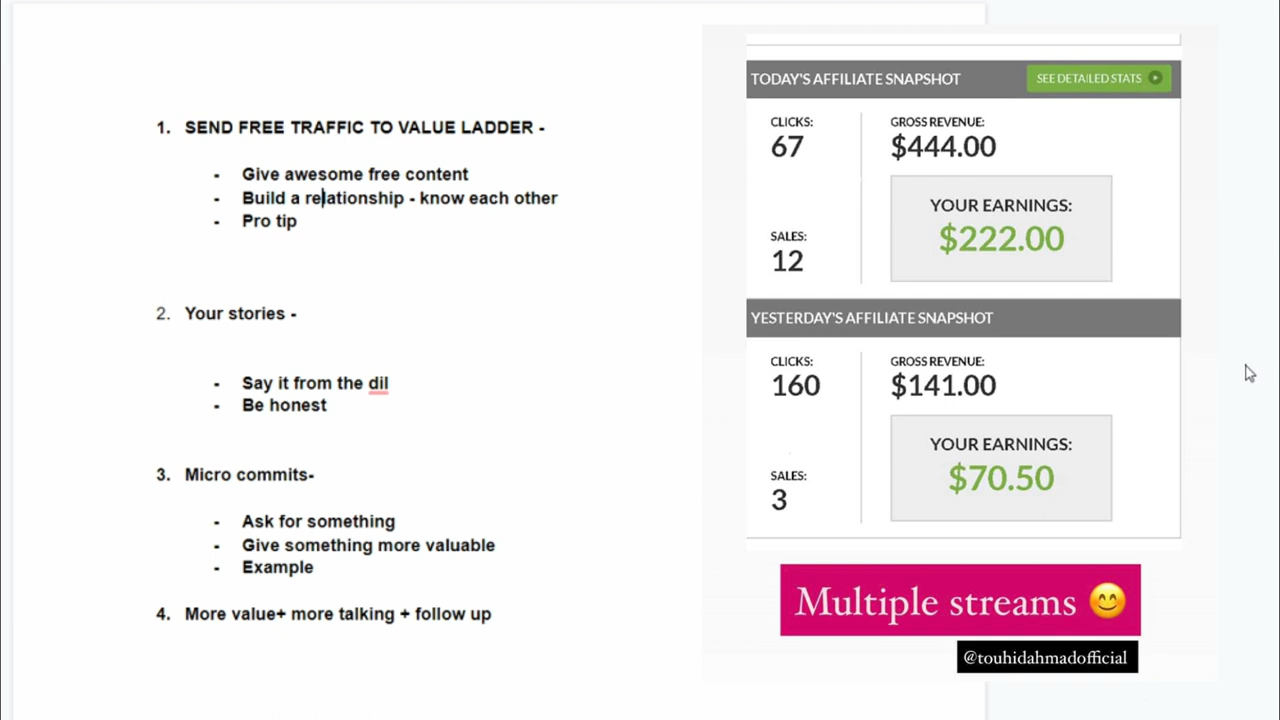 1. SEND FREE TRAFFIC TO VALUE LADDER -
- Give awesome free content
- Build a relationship - know each other
- Pro tip
2. Your stories -
- Say it from the dil
- Be honest
3. Micro commits-
- Ask for something
- Give something more valuable
- Example
4. More value+ more talking + follow up
TODAY'S AFFILIATE SNAPSHOT
SEE DETAILED STATS
CLICKS:
67
GROSS REVENUE:
$444.00
YOUR EARNINGS:
$222.00
SALES:
12
YESTERDAY'S AFFILIATE SNAPSHOT
CLICKS:
160
GROSS REVENUE:
$141.00
YOUR EARNINGS:
$70.50
SALES:
3
Multiple streams 😊
@touhidahmadofficial